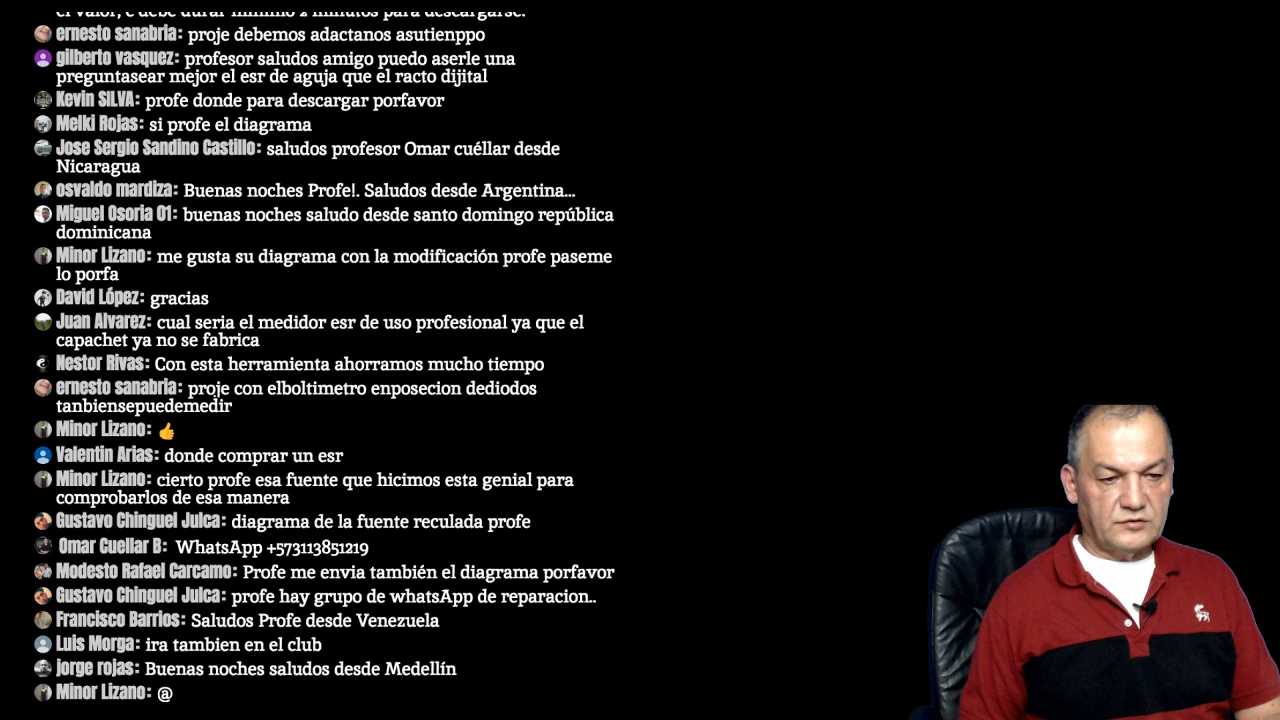 el valor, e debe durar minimo 2 minutos para descargarse.
ernesto sanabria: proje debemos adactanos asutienppo
gilberto vasquez: profesor saludos amigo puedo aserle una
preguntasear mejor el esr de aguja que el racto dijital
Kevin SILVA: profe donde para descargar porfavor
Melki Rojas: si profe el diagrama
Jose Sergio Sandino Castillo: saludos profesor Omar cuéllar desde
Nicaragua
osvaldo mardiza: Buenas noches Profe!. Saludos desde Argentina...
Miguel Osoria 01: buenas noches saludo desde santo domingo república
dominicana
Minor Lizano: me gusta su diagrama con la modificación profe paseme
lo porfa
David López: gracias
Juan Alvarez: cual seria el medidor esr de uso profesional ya que el
capachet ya no se fabrica
Nestor Rivas: Con esta herramienta ahorramos mucho tiempo
ernesto sanabria: proje con elboltimetro enposecion dediodos
tanbiensepuedemedir
Minor Lizano: 👍
Valentin Arias: donde comprar un esr
Minor Lizano: cierto profe esa fuente que hicimos esta genial para
comprobarlos de esa manera
Gustavo Chinguel Julca: diagrama de la fuente reculada profe
Omar Cuellar B: WhatsApp +573113851219
Modesto Rafael Carcamo: Profe me envia también el diagrama porfavor
Gustavo Chinguel Julca: profe hay grupo de whatsApp de reparacion..
Francisco Barrios: Saludos Profe desde Venezuela
Luis Morga: ira tambien en el club
jorge rojas: Buenas noches saludos desde Medellín
Minor Lizano: @